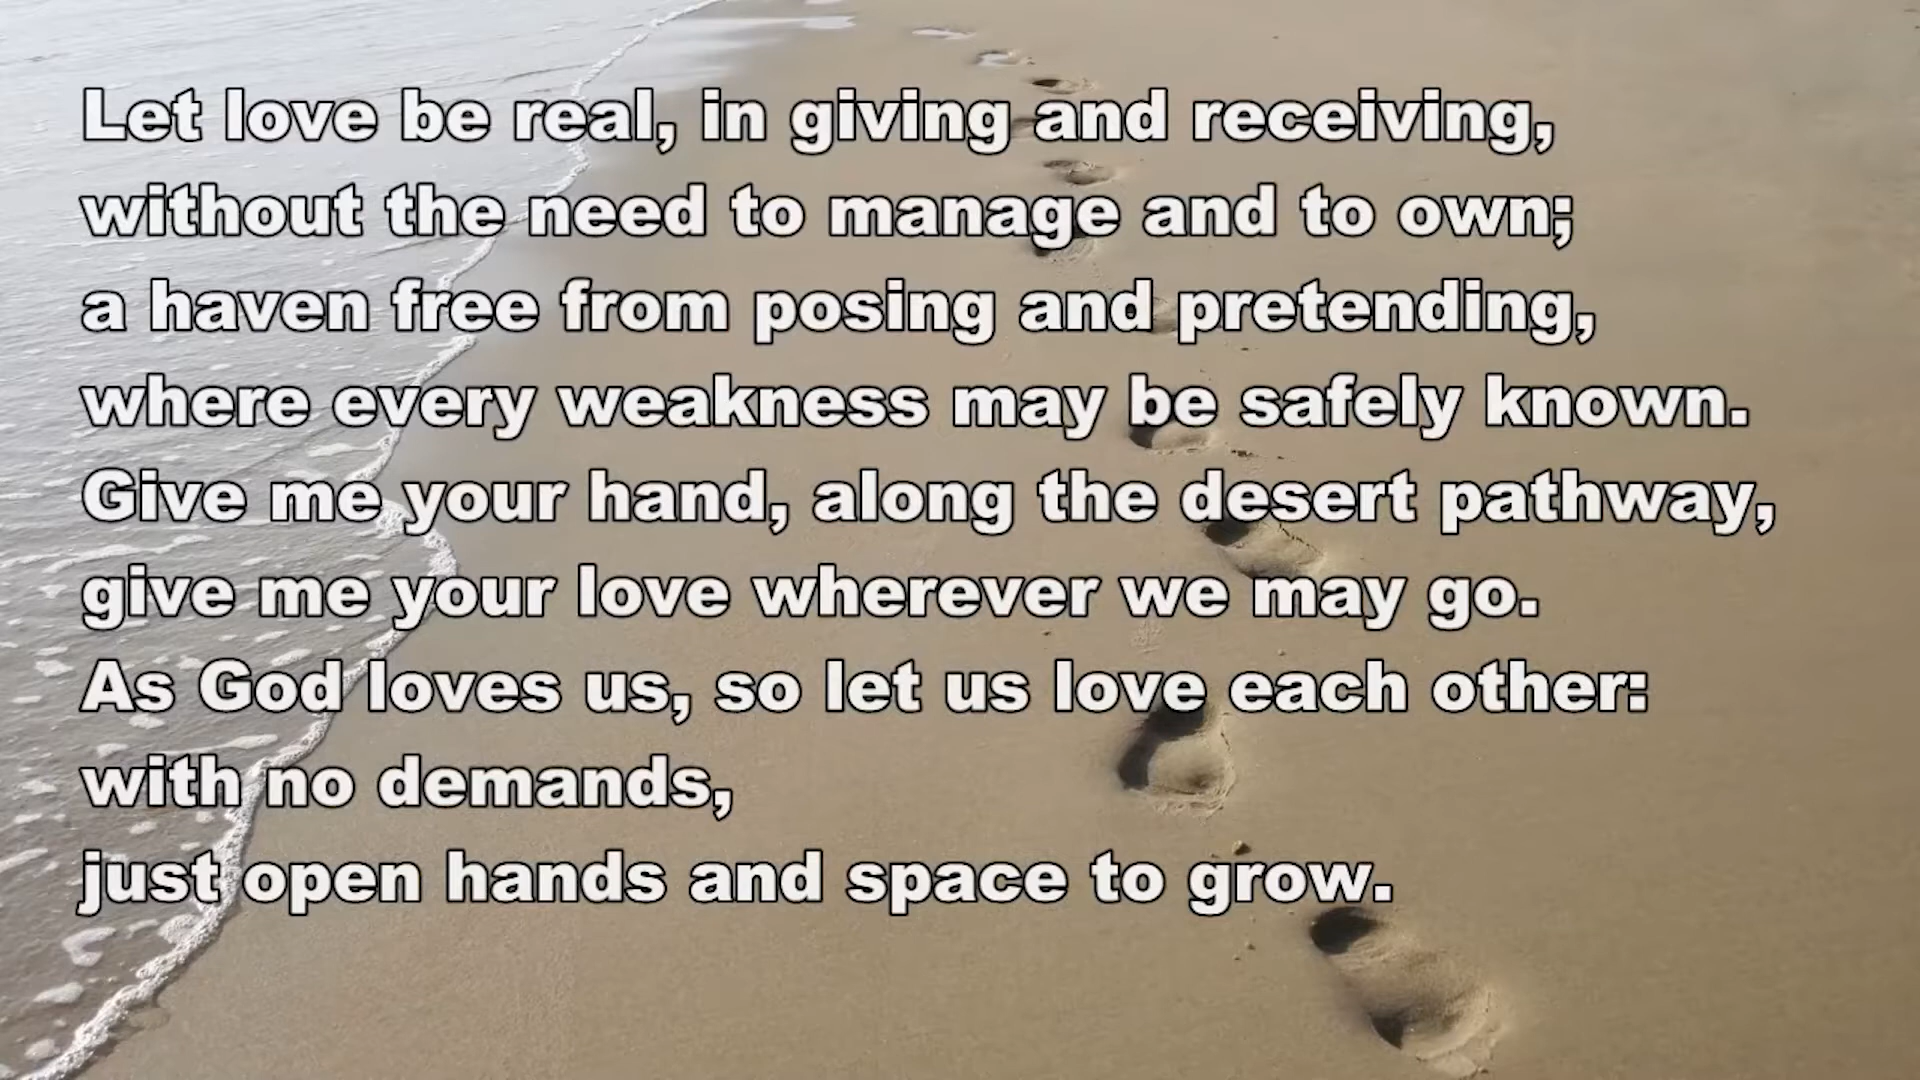 Let love be real, in giving and receiving,
without the need to manage and to own;
a haven free from posing and pretending,
where every weakness may be safely known.
Give me your hand, along the desert pathway,
give me your love wherever we may go.
As God loves us, so let us love each other:
with no demands,
just open hands and space to grow.